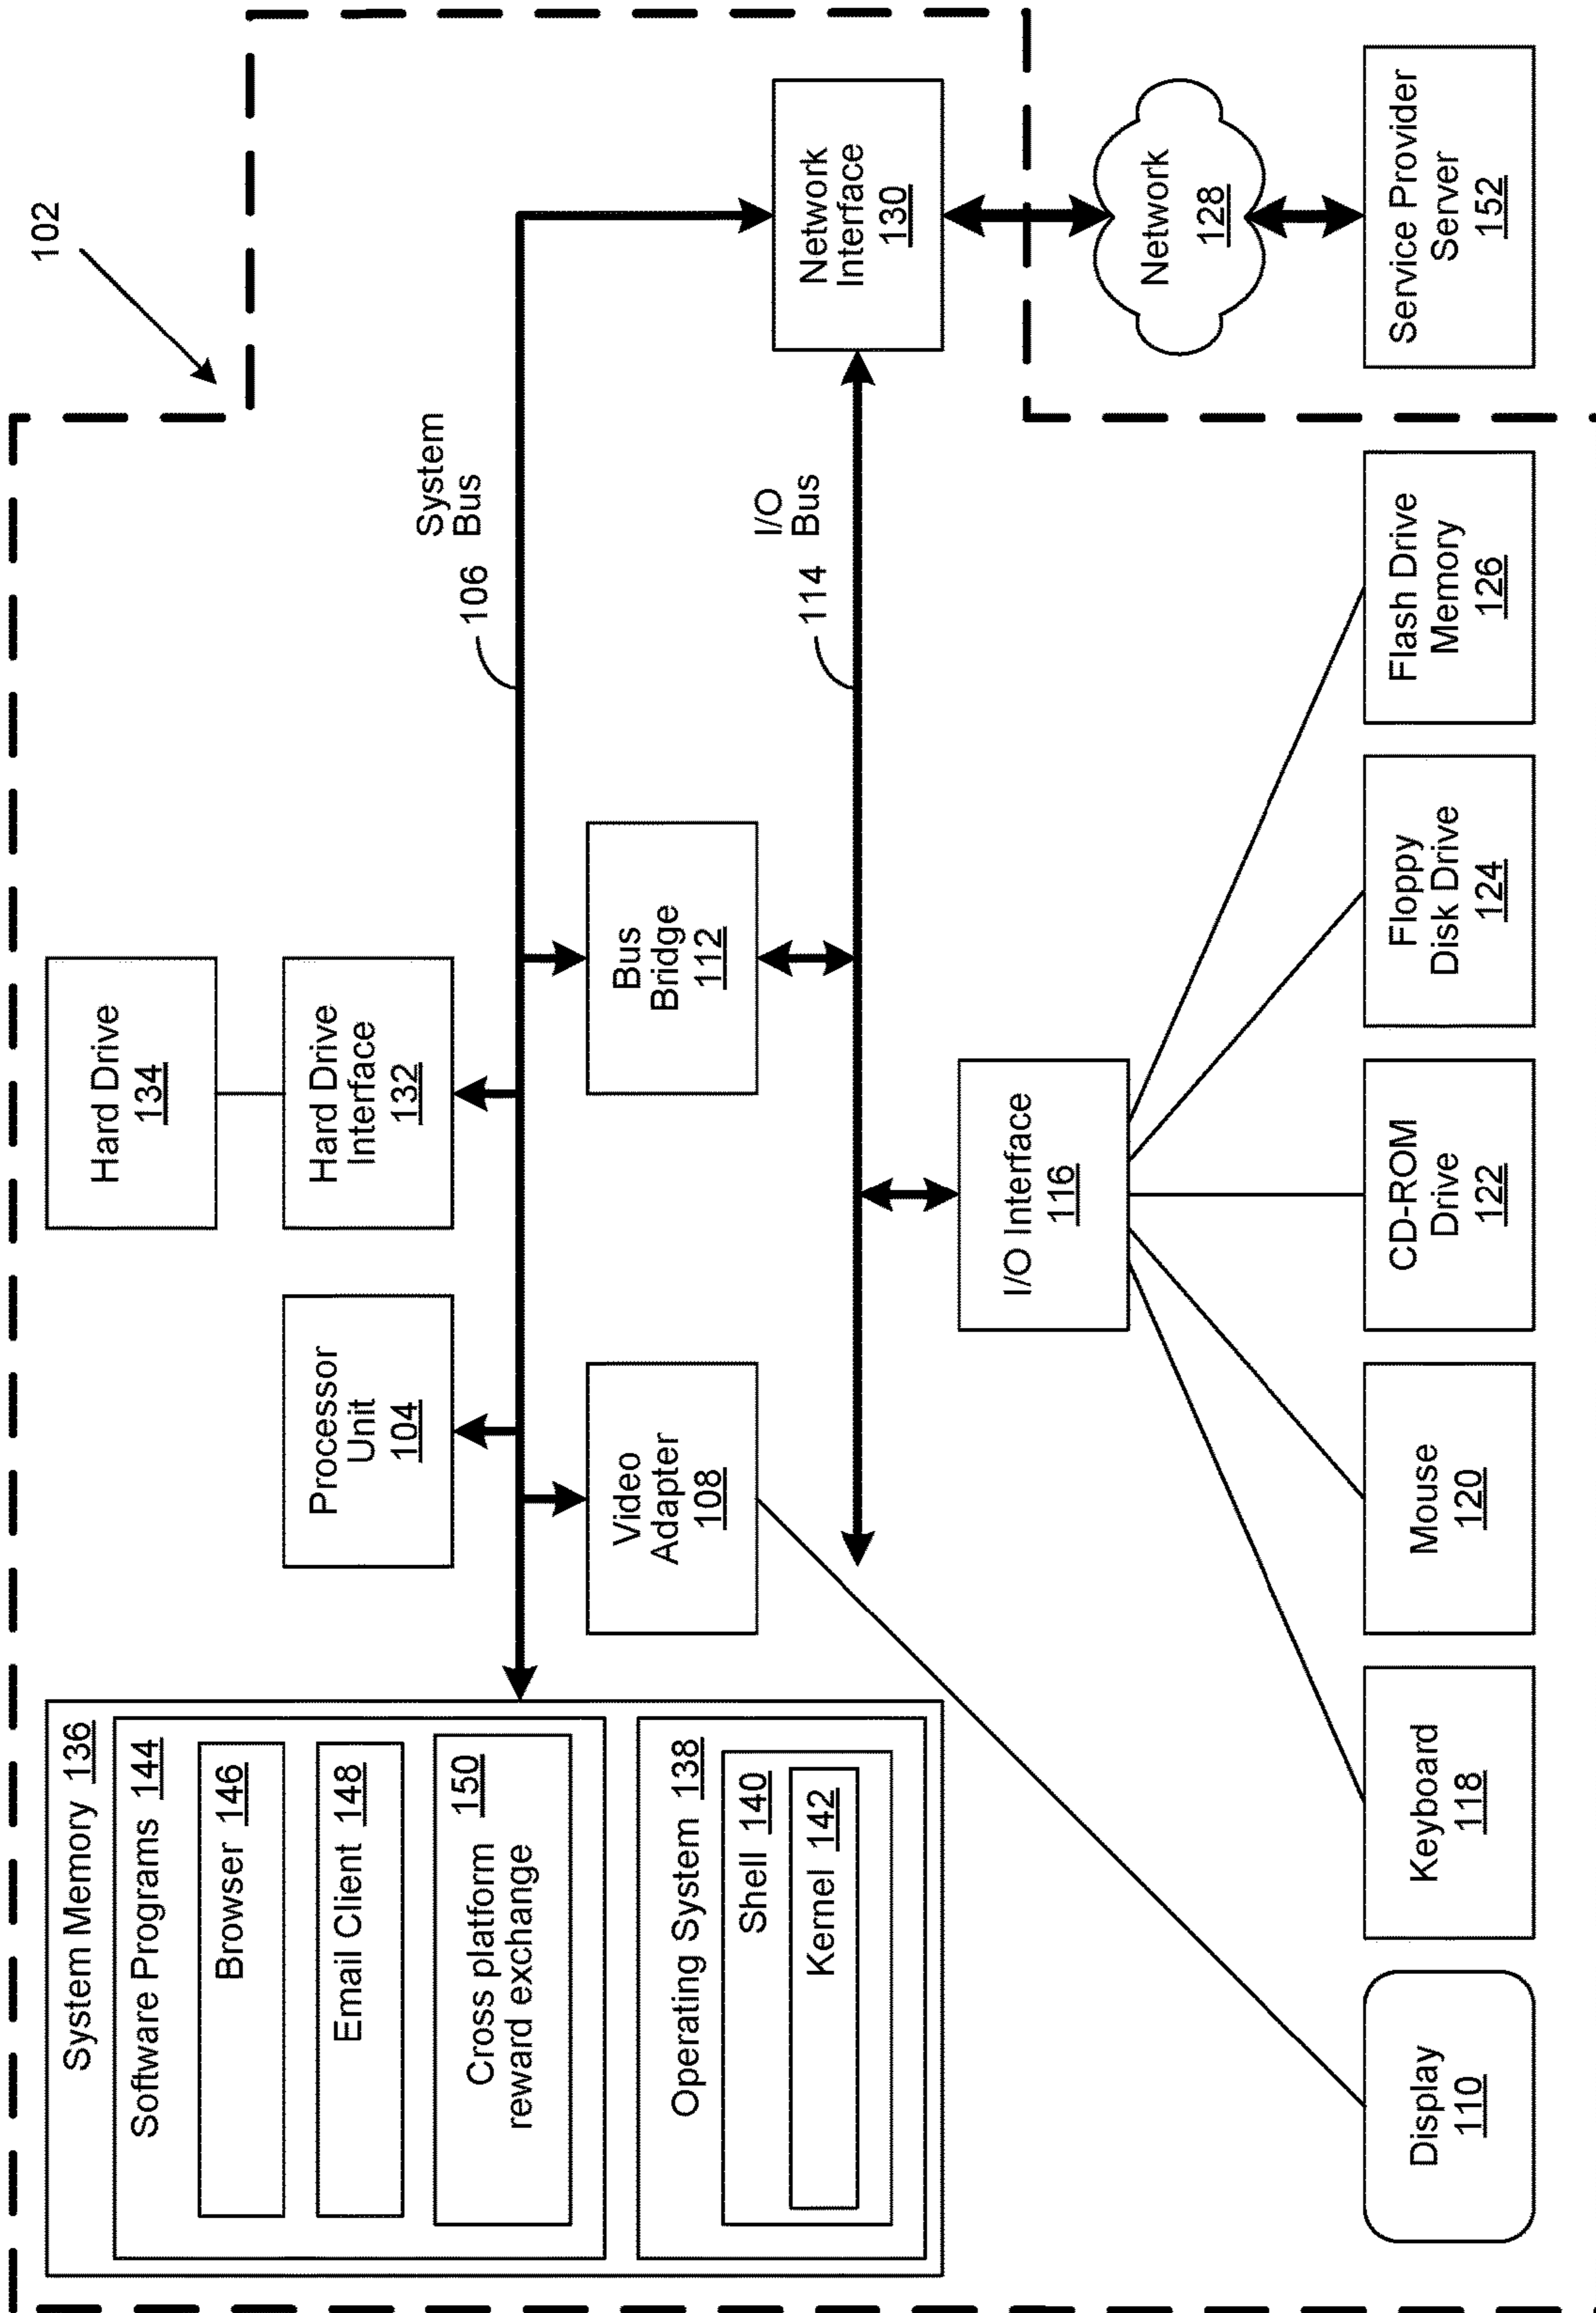 102
System Memory 136
Software Programs 144
Browser 146
Email Client 148
150
Cross platform
reward exchange
Operating System 138
Shell 140
Kernel 142
Processor
Unit
104
Hard Drive
134
Hard Drive
Interface
132
106
System
Bus
Video
Adapter
108
Bus
Bridge
112
114
I/O
Bus
Network
Interface
130
I/O Interface
116
Network
128
Display
110
Keyboard
118
Mouse
120
CD-ROM
Drive
122
Floppy
Disk Drive
124
Flash Drive
Memory
126
Service Provider
Server
152